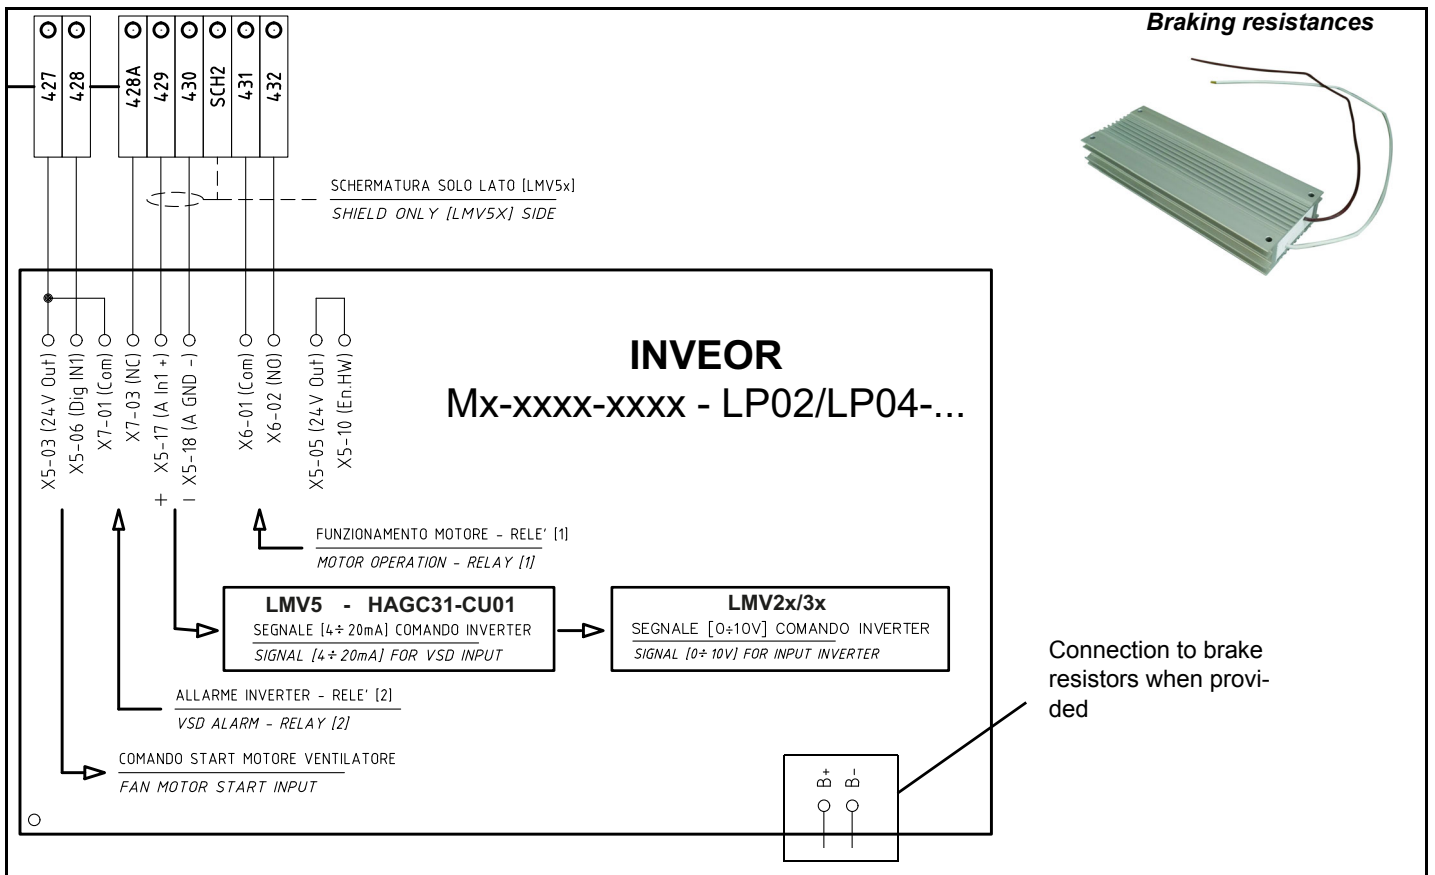 Braking resistances
427
428
428A
429
430
SCH2
431
432
SCHERMATURA SOLO LATO [LMV5x]
SHIELD ONLY [LMV5X] SIDE
X5-03 (24V Out)
X5-06 (Dig IN1)
X7-01 (Com)
X7-03 (NC)
+ X5-17 (A In1 +)
- X5-18 (A GND -)
X6-01 (Com)
X6-02 (NO)
X5-05 (24V Out)
X5-10 (En.HW)
INVEOR
Mx-xxxx-xxxx - LP02/LP04-...
FUNZIONAMENTO MOTORE - RELE' [1]
MOTOR OPERATION - RELAY [1]
LMV5 - HAGC31-CU01
SEGNALE [4÷20mA] COMANDO INVERTER
SIGNAL [4÷20mA] FOR VSD INPUT
LMV2x/3x
SEGNALE [0÷10V] COMANDO INVERTER
SIGNAL [0÷10V] FOR INPUT INVERTER
ALLARME INVERTER - RELE' [2]
VSD ALARM - RELAY [2]
COMANDO START MOTORE VENTILATORE
FAN MOTOR START INPUT
B+
B-
Connection to brake
resistors when provi-
ded